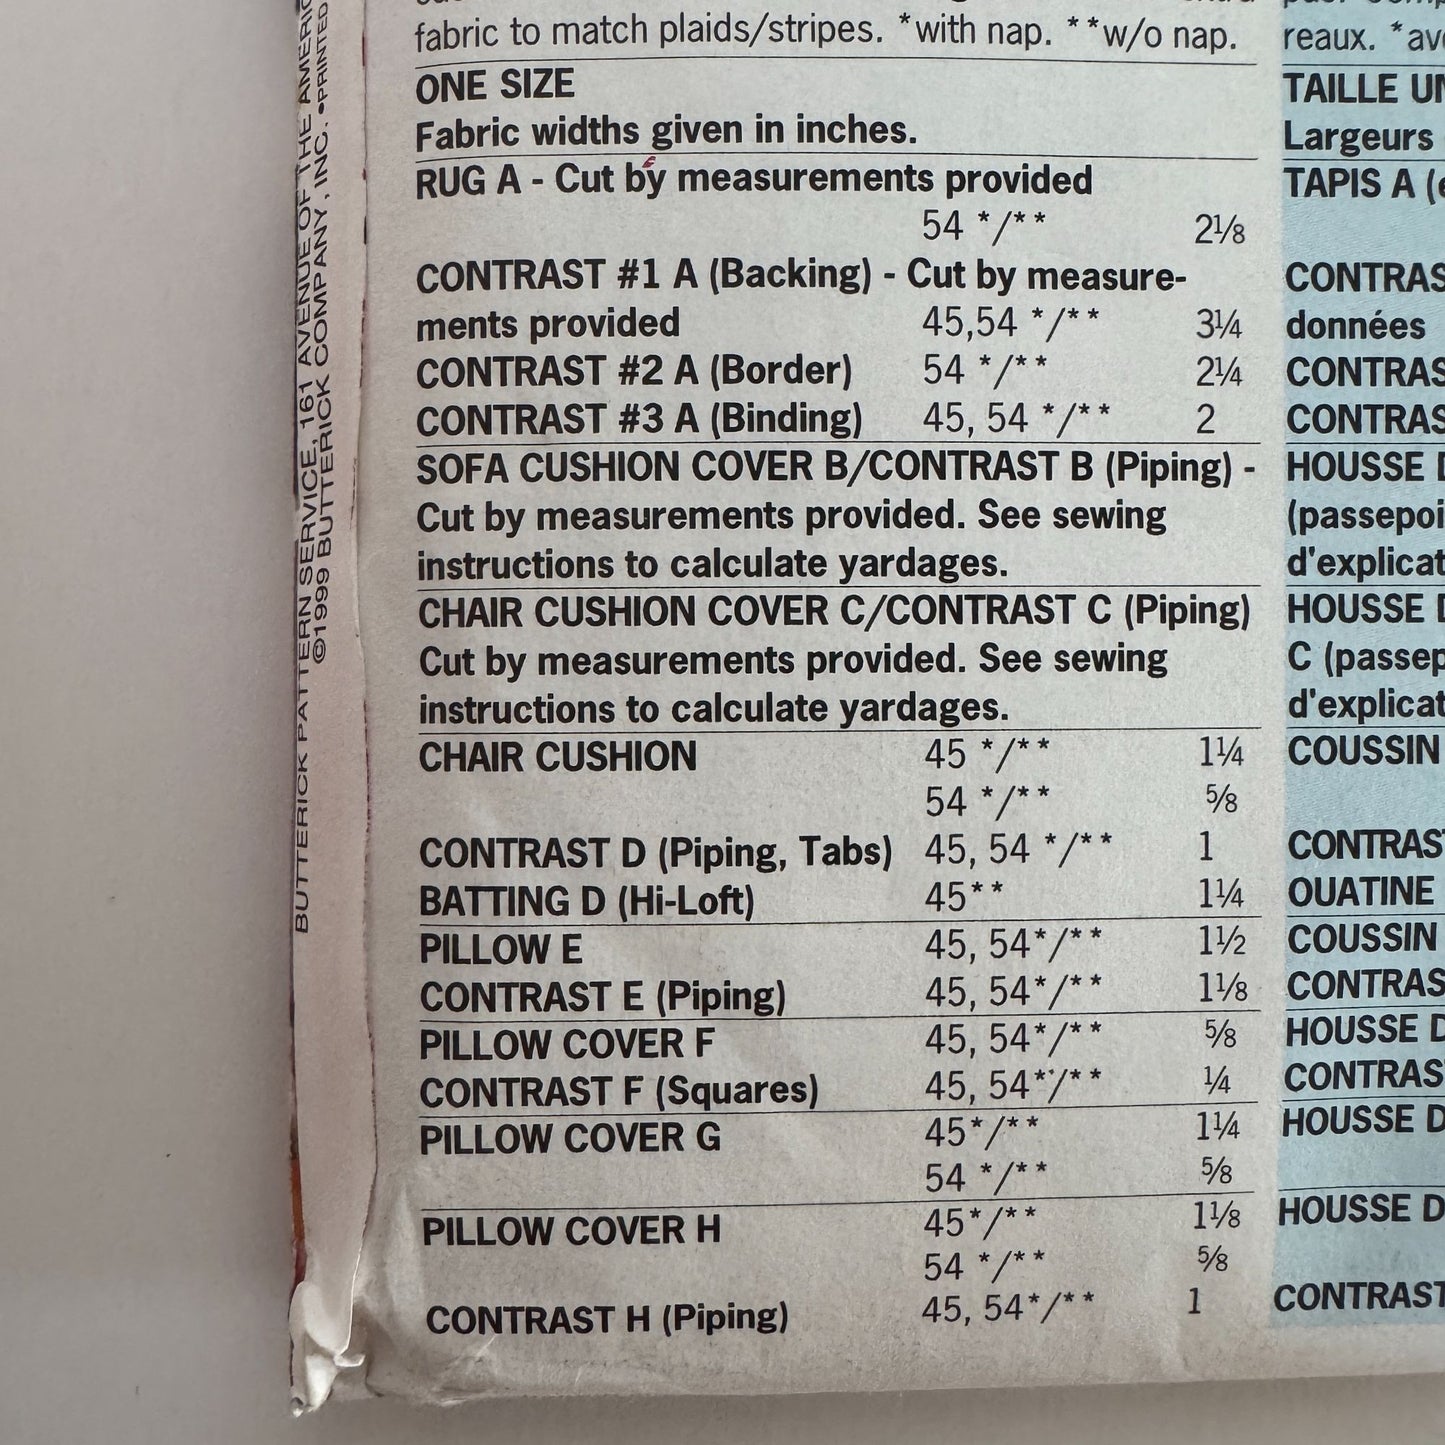 fabric to match plaids/stripes. *with nap. **w/o nap.
ONE SIZE
Fabric widths given in inches.
RUG A - Cut by measurements provided
54 */** 2⅛
CONTRAST #1 A (Backing) - Cut by measure-
ments provided 45,54 */** 3¼
CONTRAST #2 A (Border) 54 */** 2¼
CONTRAST #3 A (Binding) 45, 54 */** 2
SOFA CUSHION COVER B/CONTRAST B (Piping) -
Cut by measurements provided. See sewing
instructions to calculate yardages.
CHAIR CUSHION COVER C/CONTRAST C (Piping)
Cut by measurements provided. See sewing
instructions to calculate yardages.
CHAIR CUSHION 45 */** 1¼
54 */** ⅝
CONTRAST D (Piping, Tabs) 45, 54 */** 1
BATTING D (Hi-Loft) 45** 1¼
PILLOW E 45, 54*/** 1½
CONTRAST E (Piping) 45, 54*/** 1⅛
PILLOW COVER F 45, 54*/** ⅝
CONTRAST F (Squares) 45, 54*/** ¼
PILLOW COVER G 45*/** 1¼
54 */** ⅝
PILLOW COVER H 45*/** 1⅛
54 */** ⅝
CONTRAST H (Piping) 45, 54*/** 1
reaux. *av
TAILLE UN
Largeurs
TAPIS A (
CONTRAS
données
CONTRAS
CONTRAS
HOUSSE D
(passepoi
d'explicat
HOUSSE D
C (passep
d'explicat
COUSSIN
CONTRAST
OUATINE
COUSSIN
CONTRAS
HOUSSE D
CONTRAS
HOUSSE D
HOUSSE D
CONTRAST
BUTTERICK PATTERN SERVICE, 161 AVENUE OF THE AMERIC
©1999 BUTTERICK COMPANY, INC. •PRINTED